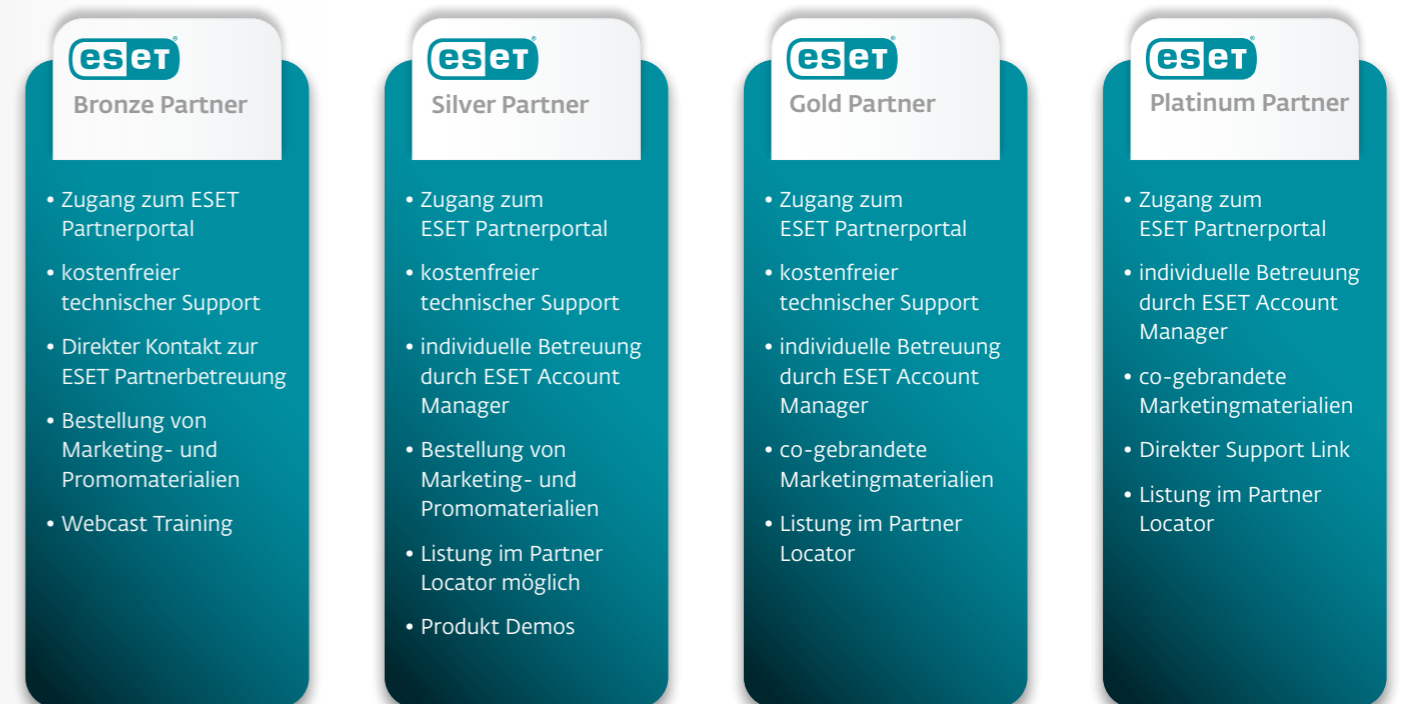 eseT
Bronze Partner
• Zugang zum ESET
Partnerportal
• kostenfreier
technischer Support
• Direkter Kontakt zur
ESET Partnerbetreuung
• Bestellung von
Marketing- und
Promomaterialien
• Webcast Training
eseT
Silver Partner
• Zugang zum
ESET Partnerportal
• kostenfreier
technischer Support
• individuelle Betreuung
durch ESET Account
Manager
• Bestellung von
Marketing- und
Promomaterialien
• Listung im Partner
Locator möglich
• Produkt Demos
eseT
Gold Partner
• Zugang zum
ESET Partnerportal
• kostenfreier
technischer Support
• individuelle Betreuung
durch ESET Account
Manager
• co-gebrandete
Marketingmaterialien
• Listung im Partner
Locator
eseT
Platinum Partner
• Zugang zum
ESET Partnerportal
• individuelle Betreuung
durch ESET Account
Manager
• co-gebrandete
Marketingmaterialien
• Direkter Support Link
• Listung im Partner
Locator